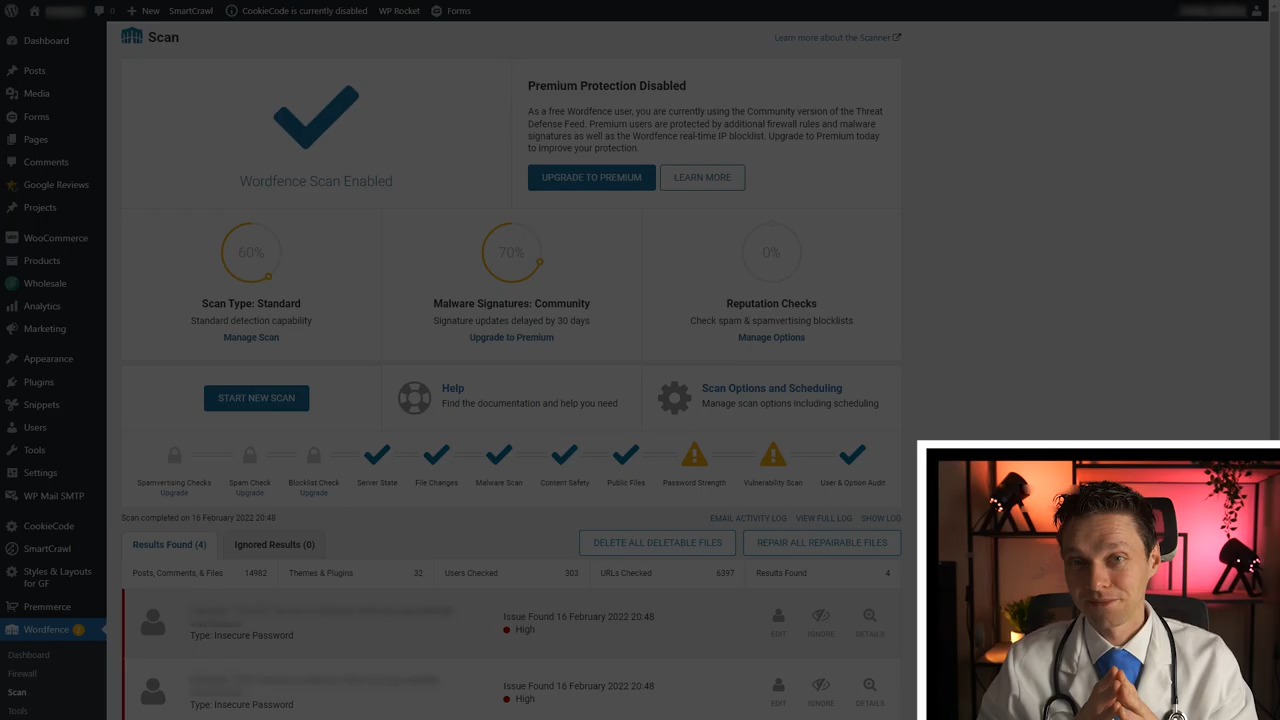 0 New SmartCrawl CookieCode is currently disabled WP Rocket Forms
Dashboard
Posts
Media
Forms
Pages
Comments
Google Reviews
Projects
WooCommerce
Products
Wholesale
Analytics
Marketing
Appearance
Plugins
Snippets
Users
Tools
Settings
WP Mail SMTP
CookieCode
SmartCrawl
Styles & Layouts
for GF
Premmerce
Wordfence
Dashboard
Firewall
Scan
Tools
Scan
Learn more about the Scanner
Wordfence Scan Enabled
Premium Protection Disabled
As a free Wordfence user, you are currently using the Community version of the Threat
Defense Feed. Premium users are protected by additional firewall rules and malware
signatures as well as the Wordfence real-time IP blocklist. Upgrade to Premium today
to improve your protection.
UPGRADE TO PREMIUM LEARN MORE
60%
Scan Type: Standard
Standard detection capability
Manage Scan
70%
Malware Signatures: Community
Signature updates delayed by 30 days
Upgrade to Premium
0%
Reputation Checks
Check spam & spamvertising blocklists
Manage Options
START NEW SCAN
Help
Find the documentation and help you need
Scan Options and Scheduling
Manage scan options including scheduling
Spamvertising Checks
Upgrade
Spam Check
Upgrade
Blocklist Check
Upgrade
Server State
File Changes
Malware Scan
Content Safety
Public Files
Password Strength
Vulnerability Scan
User & Option Audit
Scan completed on 16 February 2022 20:48
EMAIL ACTIVITY LOG VIEW FULL LOG SHOW LOG
Results Found (4) Ignored Results (0)
DELETE ALL DELETABLE FILES REPAIR ALL REPAIRABLE FILES
Posts, Comments, & Files 14982 Themes & Plugins 32 Users Checked 303 URLs Checked 6397 Results Found 4
Type: Insecure Password
Issue Found 16 February 2022 20:48
High
EDIT IGNORE DETAILS
Type: Insecure Password
Issue Found 16 February 2022 20:48
High
EDIT IGNORE DETAILS